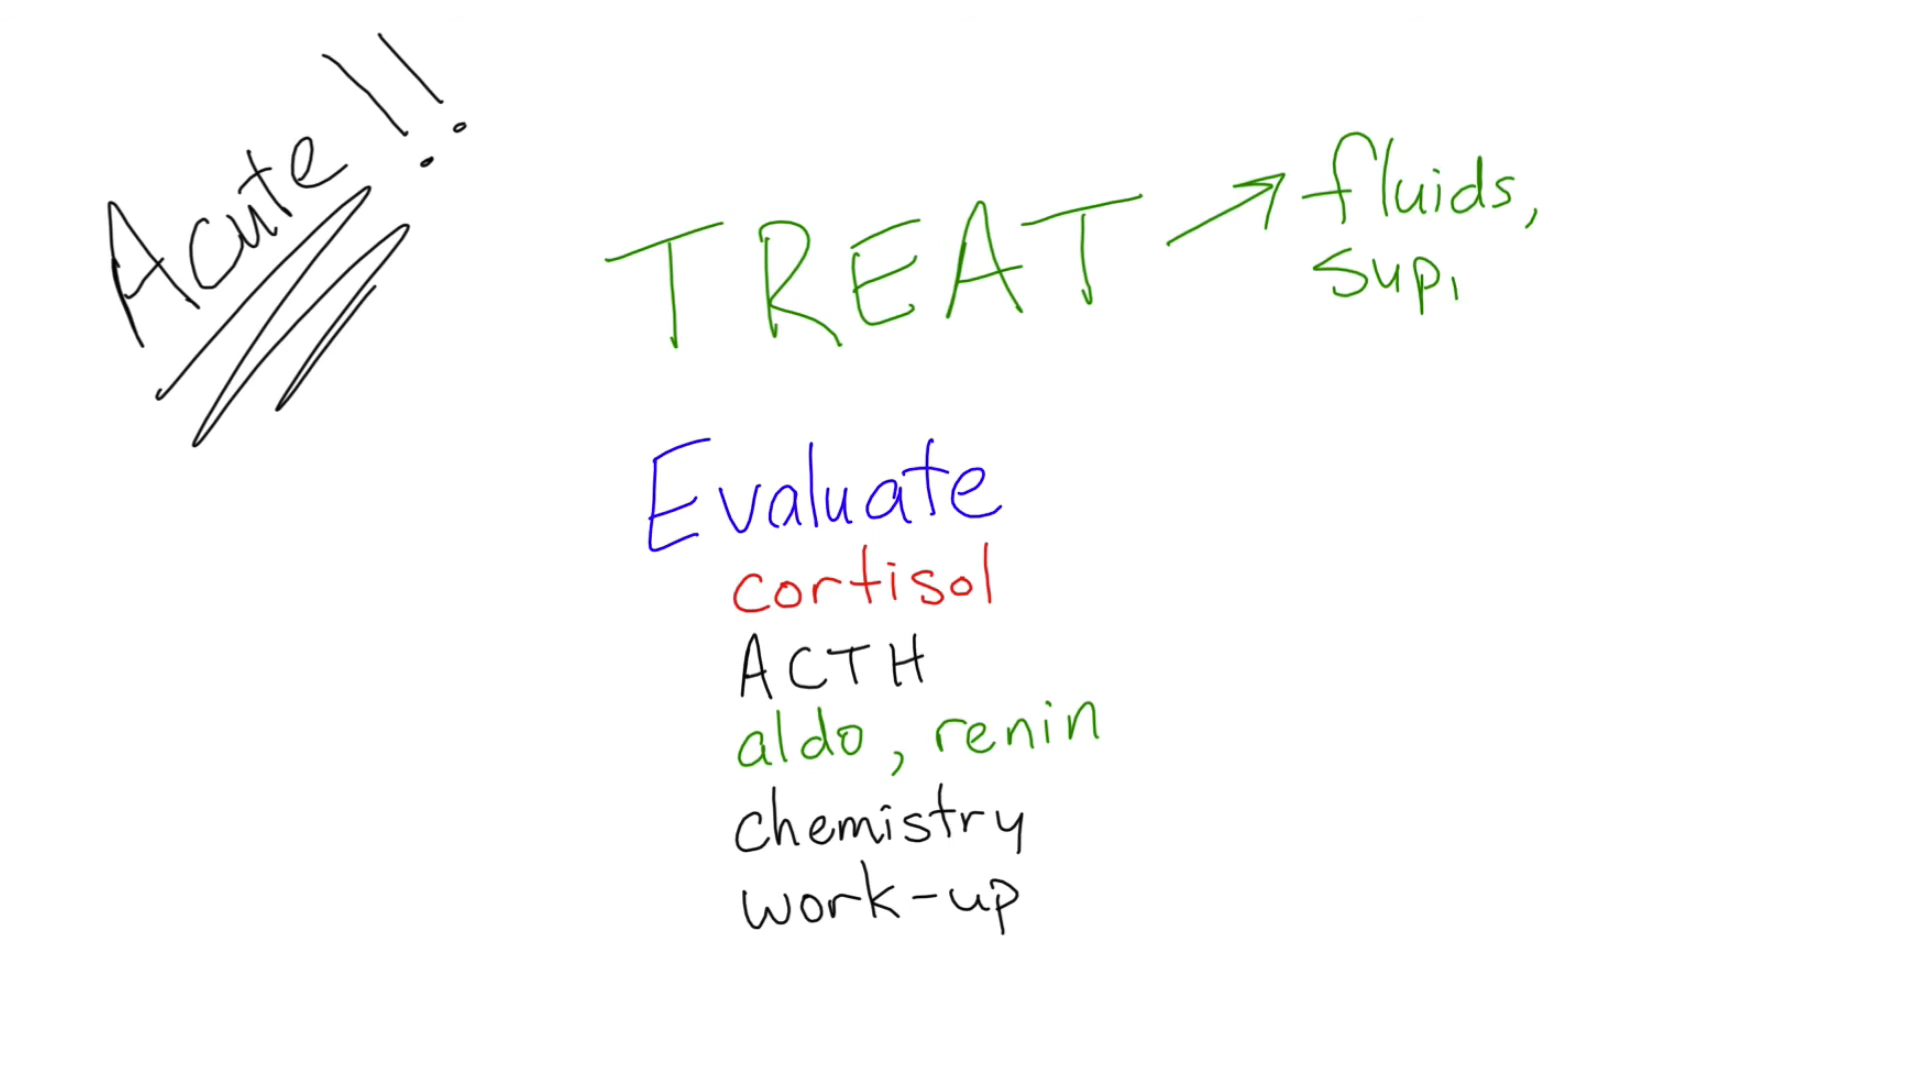 Acute!!
TREAT → fluids,
sup,
Evaluate
cortisol
ACTH
aldo, renin
chemistry
work-up